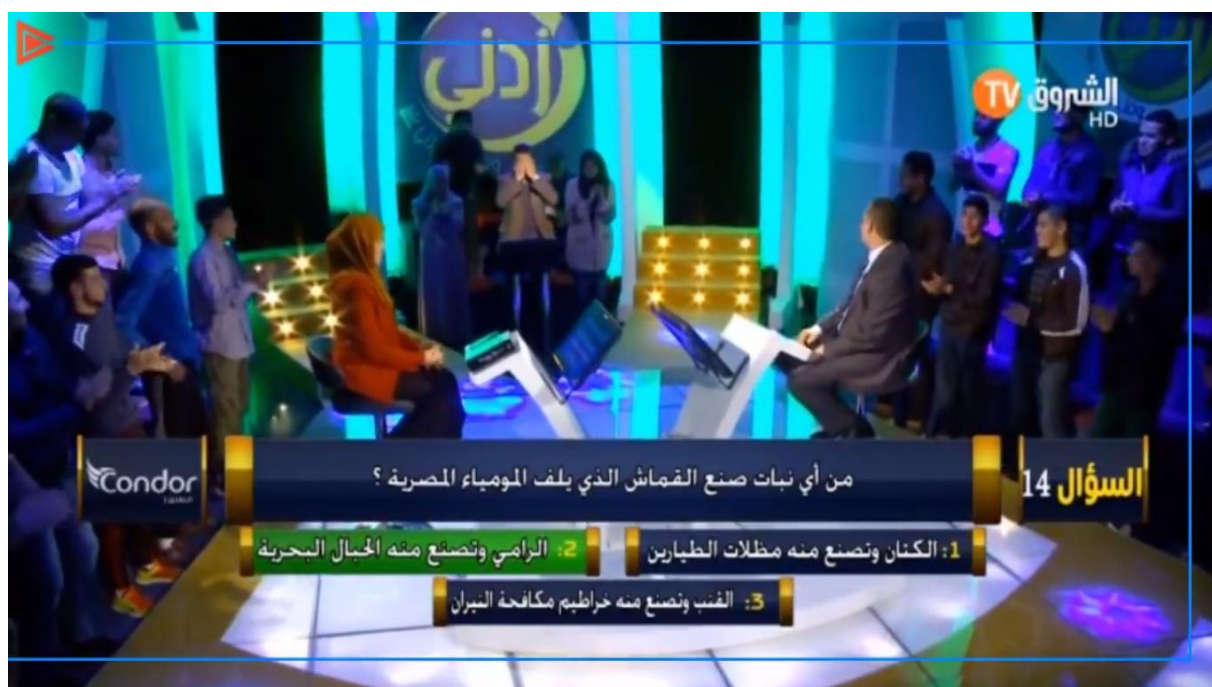 زدني
الشروق TV
HD
السؤال 14
من أي نبات صنع القماش الذي يلف المومياء المصرية ؟
Condor
1: الكتان وتصنع منه مظلات الطيارين
2: الرامي وتصنع منه الحبال البحرية
3: القنب وتصنع منه خراطيم مكافحة النيران